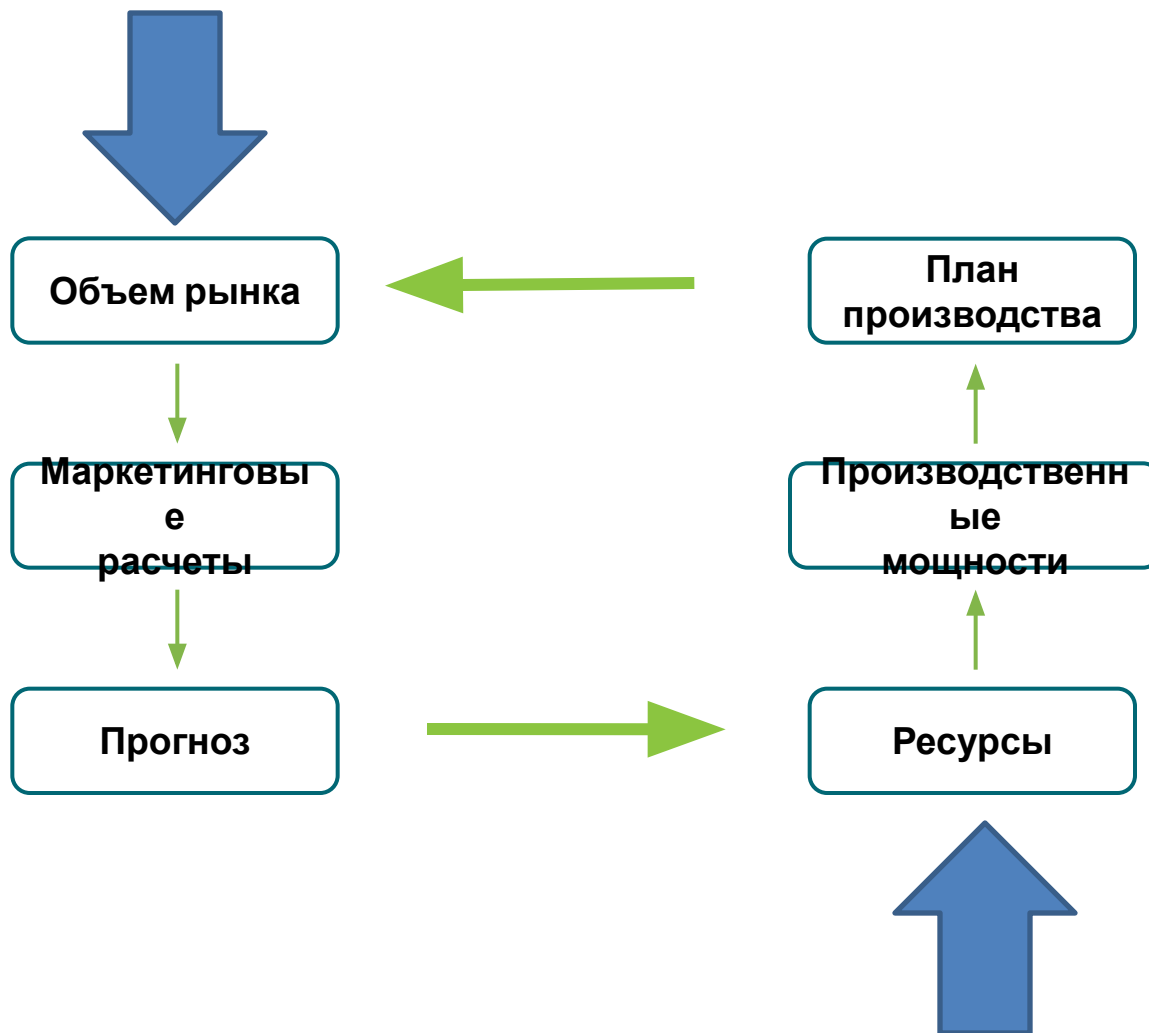 Объем рынка
План
производства
Маркетинговы
е
расчеты
Производственн
ые
мощности
Прогноз
Ресурсы